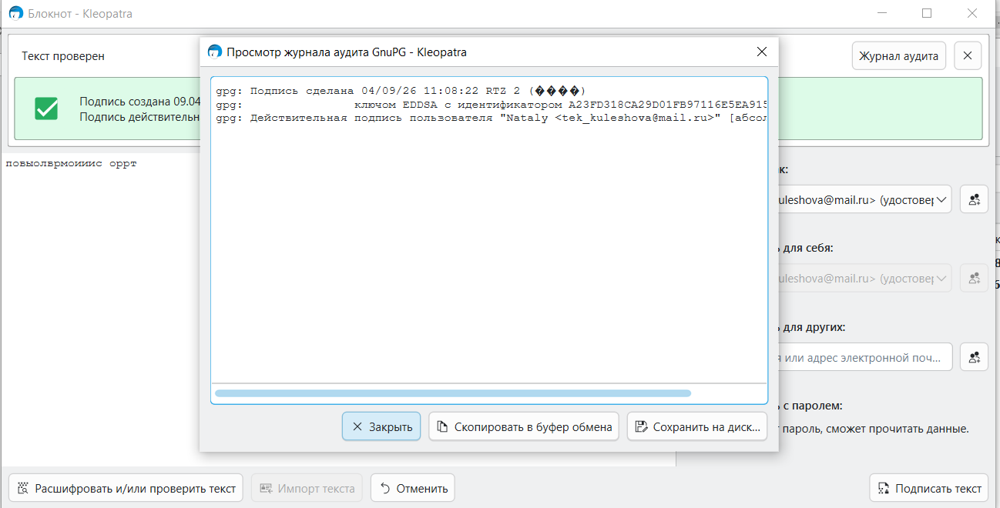 Блокнот - Kleopatra
Текст проверен
Журнал аудита
Подпись создана 09.04
Подпись действительн
Просмотр журнала аудита GnuPG - Kleopatra
gpg: Подпись сделана 04/09/26 11:08:22 RTZ 2 (����)
gpg: ключом EDDSA с идентификатором A23FD318CA29D01FB97116E5EA915
gpg: Действительная подпись пользователя "Nataly <tek_kuleshova@mail.ru>" [абсол
Закрыть
Скопировать в буфер обмена
Сохранить на диск...
повыолврмоииис оррт
к:
uleshova@mail.ru> (удостовер
для себя:
uleshova@mail.ru> (удостовер
для других:
я или адрес электронной поч...
с паролем:
пароль, сможет прочитать данные.
Расшифровать и/или проверить текст
Импорт текста
Отменить
Подписать текст